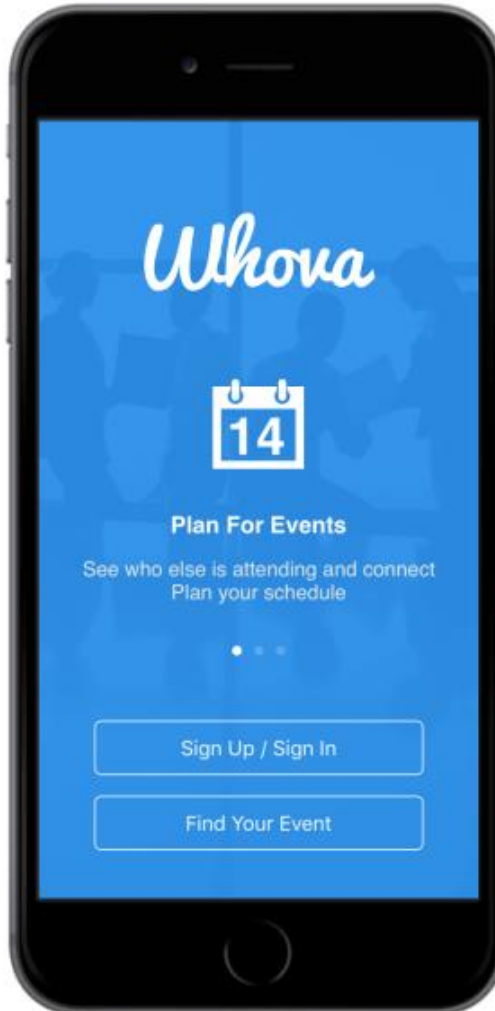 Whova
14
Plan For Events
See who else is attending and connect
Plan your schedule
Sign Up / Sign In
Find Your Event